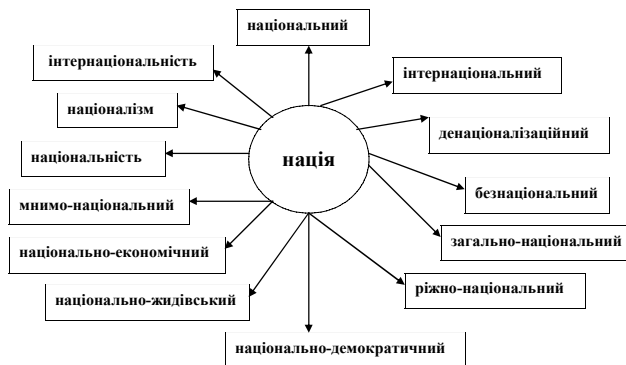 національний
інтернаціональність
інтернаціональний
націоналізм
денаціоналізаційний
нація
національність
безнаціональний
мнимо-національний
загально-національний
національно-економічний
ріжно-національний
національно-жидівський
національно-демократичний